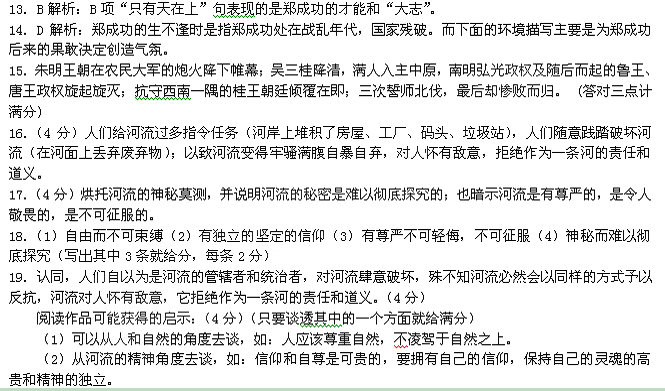 13. B解析：B项“只有天在上”句表现的是郑成功的才能和“大志”。
14. D 解析：郑成功的生不逢时是指郑成功处在战乱年代，国家残破。而下面的环境描写主要是为郑成功
后来的果敢决定创造气氛。
15. 朱明王朝在农民大军的炮火降下帷幕；吴三桂降清，满人入主中原，南明弘光政权及随后而起的鲁王、
唐王政权旋起旋灭；抗守西南一隅的桂王朝廷倾覆在即；三次誓师北伐，最后却惨败而归。（答对三点计
满分）
16.（4 分）人们给河流过多指令任务（河岸上堆积了房屋、工厂、码头、垃圾站），人们随意践踏破坏河
流（在河面上丢弃废弃物）；以致河流变得牢骚满腹自暴自弃，对人怀有敌意，拒绝作为一条河的责任和
道义。
17.（4分）烘托河流的神秘莫测，并说明河流的秘密是难以彻底探究的；也暗示河流是有尊严的，是令人
敬畏的，是不可征服的。
18.（1）自由而不可束缚（2）有独立的坚定的信仰（3）有尊严不可轻侮，不可征服（4）神秘而难以彻
底探究（写出其中 3 条就给分，每条 2 分）
19. 认同，人们自以为是河流的管辖者和统治者，对河流肆意破坏，殊不知河流必然会以同样的方式予以
反抗，河流对人怀有敌意，它拒绝作为一条河的责任和道义。（4 分）
阅读作品可能获得的启示：（4 分）（只要谈透其中的一个方面就给满分）
（1）可以从人和自然的角度去谈，如：人应该尊重自然，不凌驾于自然之上。
（2）从河流的精神角度去谈，如：信仰和自尊是可贵的，要拥有自己的信仰，保持自己的灵魂的高
贵和精神的独立。